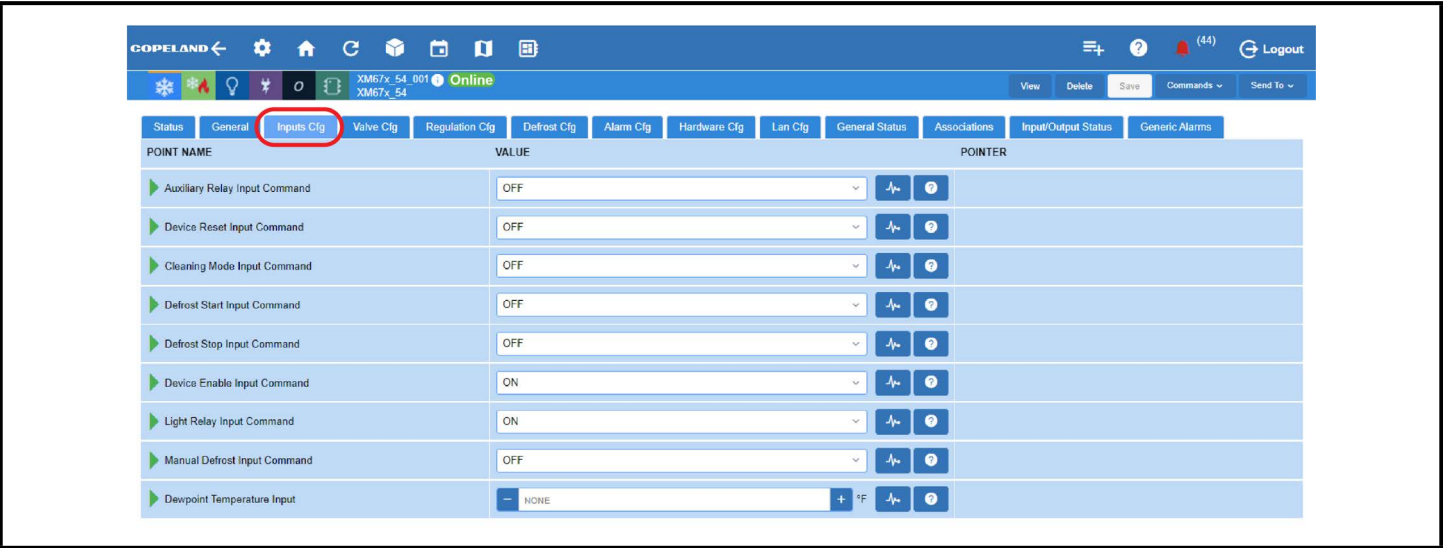 COPELAND
(44)
Logout
O
XM67x_54_001 Online
XM67x_54
View Delete Save Commands Send To
Status General Inputs Cfg Valve Cfg Regulation Cfg Defrost Cfg Alarm Cfg Hardware Cfg Lan Cfg General Status Associations Input/Output Status Generic Alarms
POINT NAME VALUE POINTER
Auxiliary Relay Input Command OFF
Device Reset Input Command OFF
Cleaning Mode Input Command OFF
Defrost Start Input Command OFF
Defrost Stop Input Command OFF
Device Enable Input Command ON
Light Relay Input Command ON
Manual Defrost Input Command OFF
Dewpoint Temperature Input NONE °F